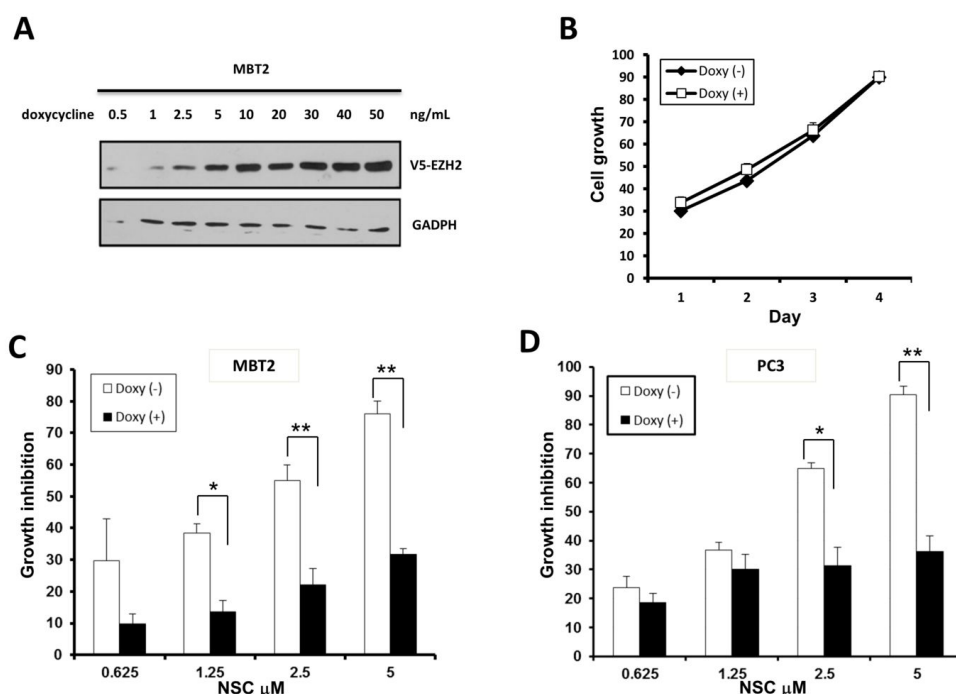 A
MBT2
doxycycline 0.5 1 2.5 5 10 20 30 40 50 ng/mL
V5-EZH2
GADPH
B
Doxy (-)
Doxy (+)
Cell growth
100
90
80
70
60
50
40
30
20
10
0
1 2 3 4
Day
C
MBT2
Doxy (-)
Doxy (+)
Growth inhibition
90
80
70
60
50
40
30
20
10
0
*
**
**
0.625 1.25 2.5 5
NSC μM
D
PC3
Doxy (-)
Doxy (+)
Growth inhibition
100
90
80
70
60
50
40
30
20
10
0
*
**
0.625 1.25 2.5 5
NSC μM